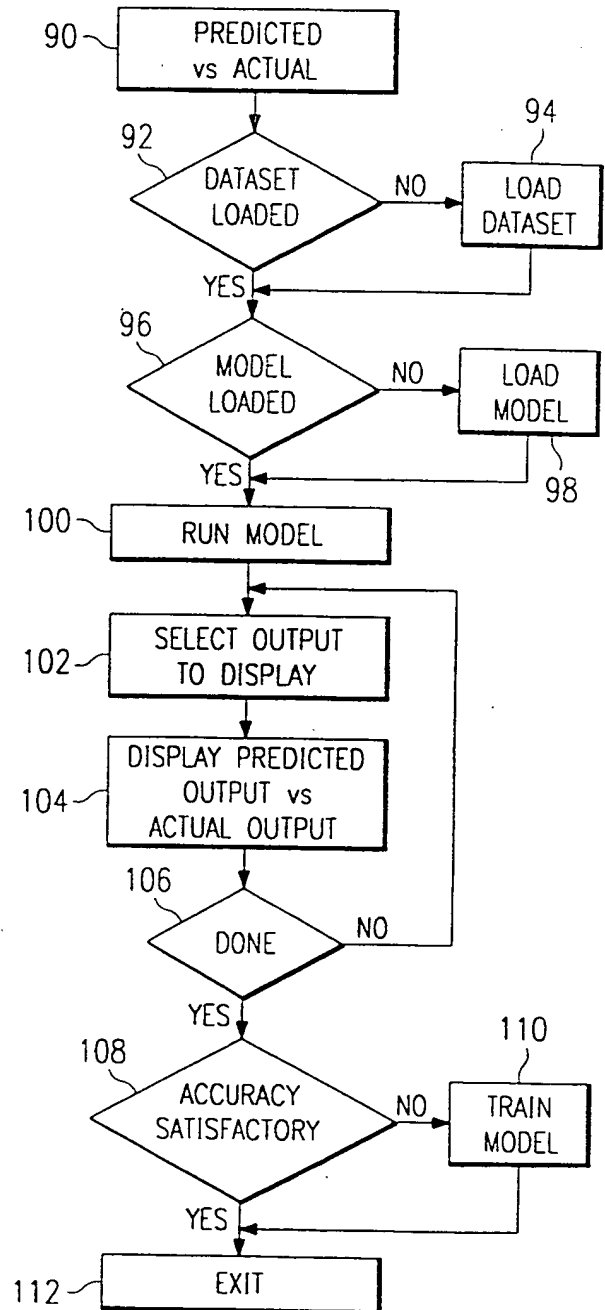 90
PREDICTED
vs ACTUAL
92
DATASET
LOADED
NO
94
LOAD
DATASET
YES
96
MODEL
LOADED
NO
LOAD
MODEL
98
YES
100
RUN MODEL
102
SELECT OUTPUT
TO DISPLAY
104
DISPLAY PREDICTED
OUTPUT vs
ACTUAL OUTPUT
106
DONE
NO
YES
108
ACCURACY
SATISFACTORY
NO
110
TRAIN
MODEL
YES
112
EXIT